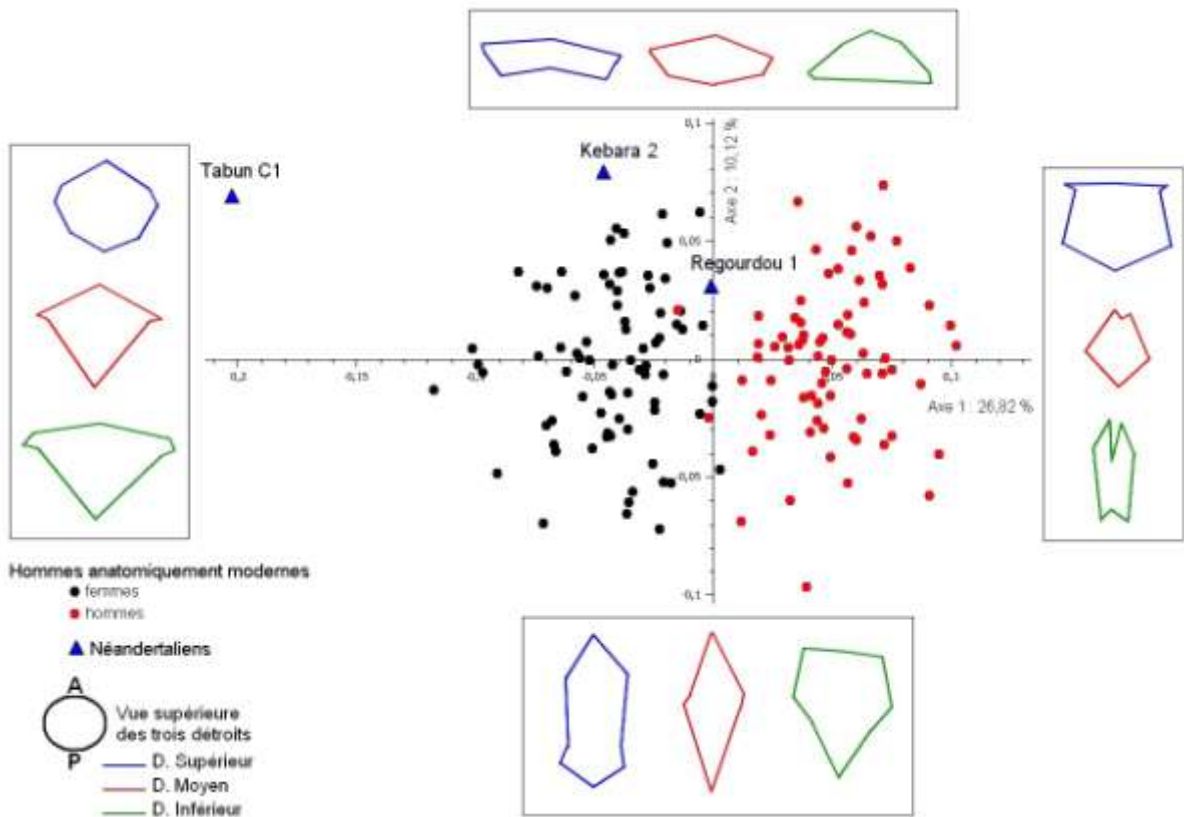 0,1
Kebara 2
Tabun C1
Axe 2 : 10,12 %
0,05
Regourdou 1
0,2
0,15
0,1
0,05
0
0
0,05
0,1
Axe 1 : 26,82 %
0,05
0,1
Hommes anatomiquement modernes
femmes
hommes
Néandertaliens
A
Vue supérieure
des trois détroits
P
D. Supérieur
D. Moyen
D. Inférieur